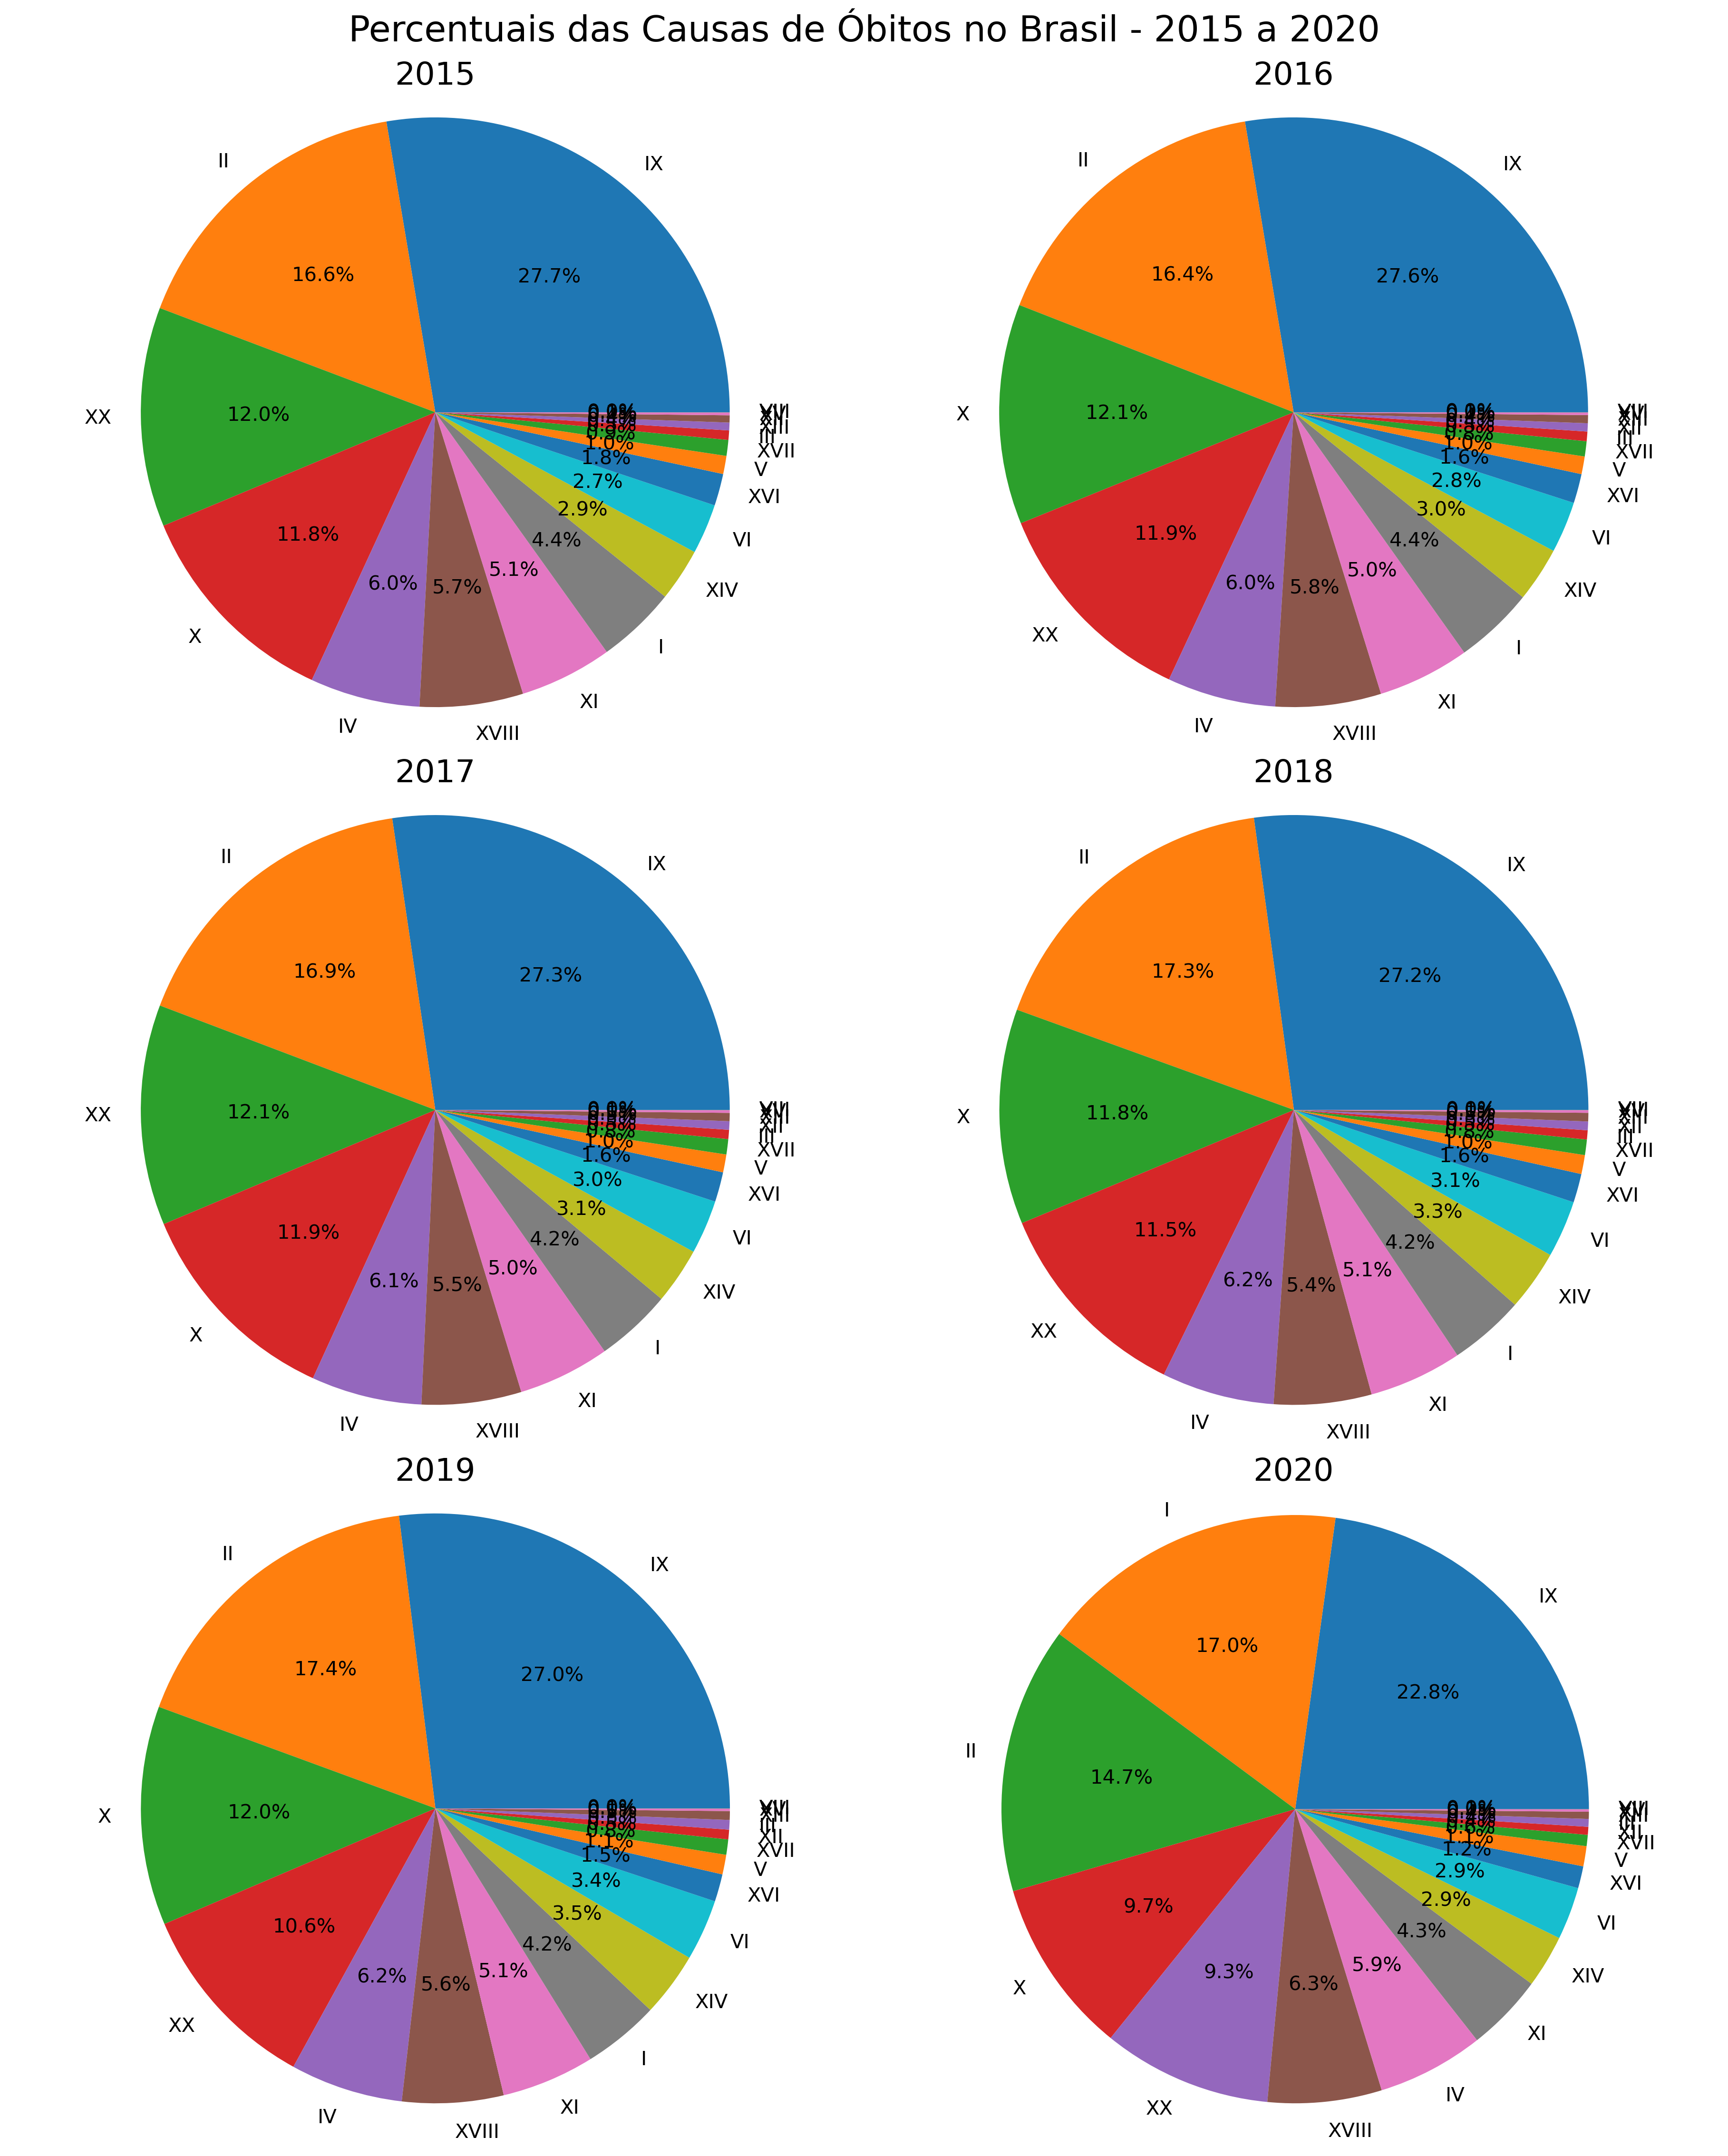 Percentuais das Causas de Óbitos no Brasil - 2015 a 2020
2015
IX
II
XX
X
IV
XVIII
XI
I
XIV
VI
XVI
V
XVII
27.7%
16.6%
12.0%
11.8%
6.0%
5.7%
5.1%
4.4%
2.9%
2.7%
1.8%
1.0%
2016
IX
II
X
XX
IV
XVIII
XI
I
XIV
VI
XVI
V
XVII
27.6%
16.4%
12.1%
11.9%
6.0%
5.8%
5.0%
4.4%
3.0%
2.8%
1.6%
1.0%
2017
IX
II
XX
X
IV
XVIII
XI
I
XIV
VI
XVI
V
XVII
27.3%
16.9%
12.1%
11.9%
6.1%
5.5%
5.0%
4.2%
3.1%
3.0%
1.6%
1.0%
2018
IX
II
X
XX
IV
XVIII
XI
I
XIV
VI
XVI
V
XVII
27.2%
17.3%
11.8%
11.5%
6.2%
5.4%
5.1%
4.2%
3.3%
3.1%
1.6%
1.0%
2019
IX
II
X
XX
IV
XVIII
XI
I
XIV
VI
XVI
V
XVII
27.0%
17.4%
12.0%
10.6%
6.2%
5.6%
5.1%
4.2%
3.5%
3.4%
1.5%
1.1%
2020
IX
I
II
X
XX
XVIII
IV
XI
XIV
VI
XVI
V
XVII
22.8%
17.0%
14.7%
9.7%
9.3%
6.3%
5.9%
4.3%
2.9%
2.9%
1.2%
1.1%